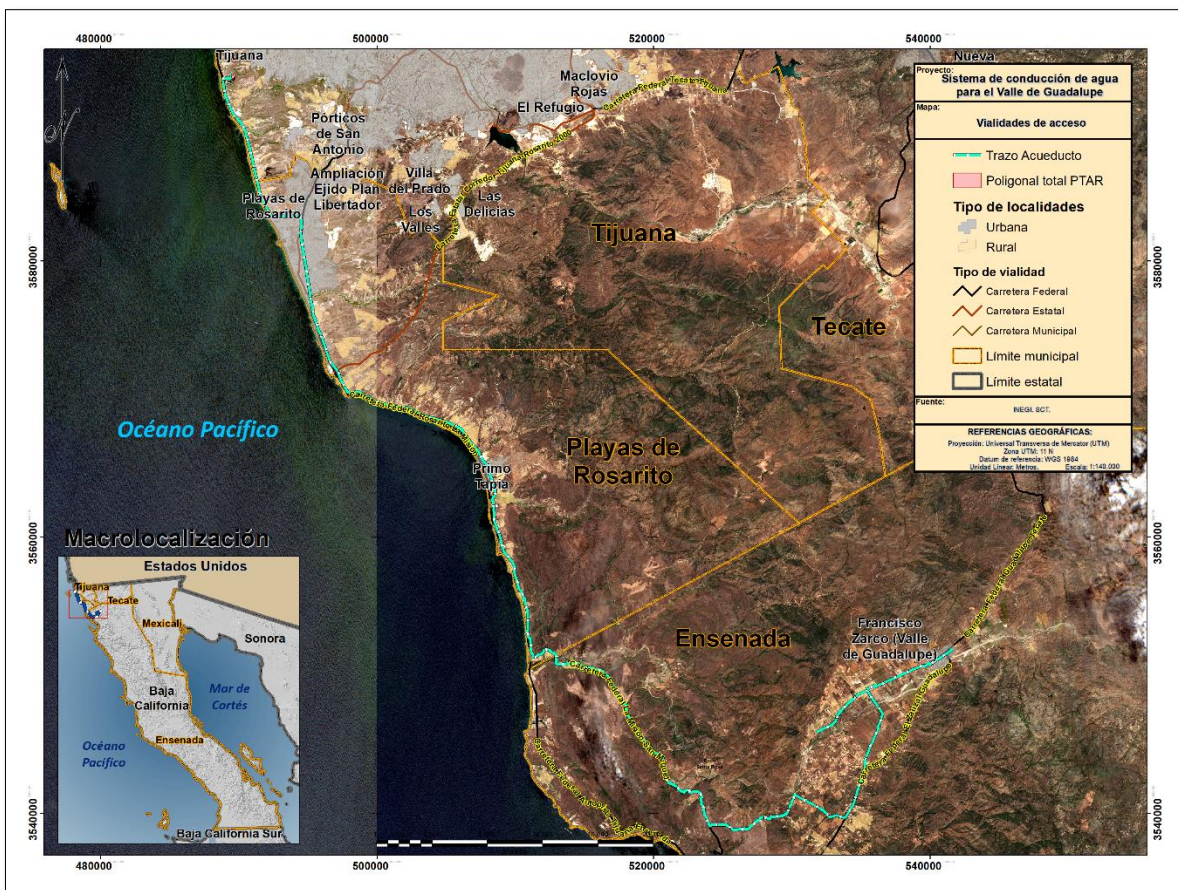 480000
500000
520000
540000
Tijuana
Nueva
Maclovio
Rojas
El Refugio
Carretera Federal Tecate Tijuana
Pórticos
de San
Antonio
Ampliación
Ejido Plan
Libertador
Villa
del Prado
Los
Valles
Las
Delicias
Playas de
Rosarito
Tijuana
Tecate
3580000
3580000
Océano Pacífico
Playas de
Rosarito
Primo
Tapia
3560000
3560000
Ensenada
Francisco
Zarco (Valle
de Guadalupe)
3540000
3540000
Proyecto:
Sistema de conducción de agua
para el Valle de Guadalupe
Mapa:
Vialidades de acceso
Trazo Acueducto
Poligonal total PTAR
Tipo de localidades
Urbana
Rural
Tipo de vialidad
Carretera Federal
Carretera Estatal
Carretera Municipal
Límite municipal
Límite estatal
Fuente:
INEGI. SCT.
REFERENCIAS GEOGRÁFICAS:
Proyección: Universal Transversa de Mercator (UTM)
Zona UTM: 11 N
Datum de referencia: WGS 1984
Unidad Linear: Metros. Escala: 1:140,000
Macrolocalización
Estados Unidos
Tijuana
Tecate
Mexicali
Sonora
Baja
California
Mar de
Cortés
Ensenada
Océano
Pacífico
Baja California Sur
480000
500000
520000
540000